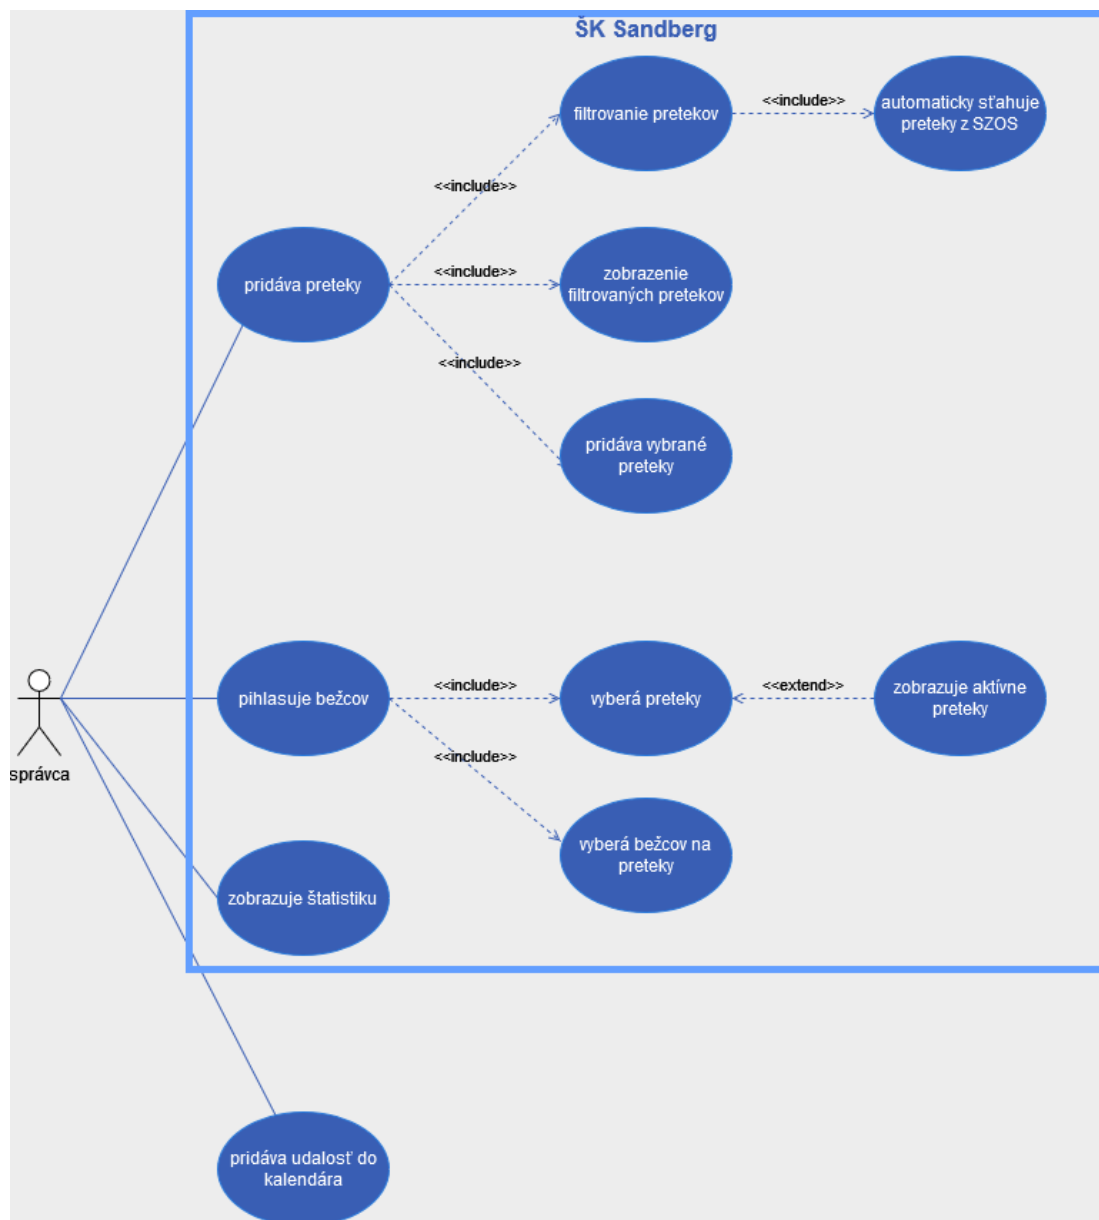 ŠK Sandberg
filtrovanie pretekov
<<include>>
automaticky sťahuje
preteky z SZOS
<<include>>
pridáva preteky
<<include>>
zobrazenie
filtrovaných pretekov
<<include>>
pridáva vybrané
preteky
správca
pihlasuje bežcov
<<include>>
vyberá preteky
<<extend>>
zobrazuje aktívne
preteky
<<include>>
vyberá bežcov na
preteky
zobrazuje štatistiku
pridáva udalosť do
kalendára